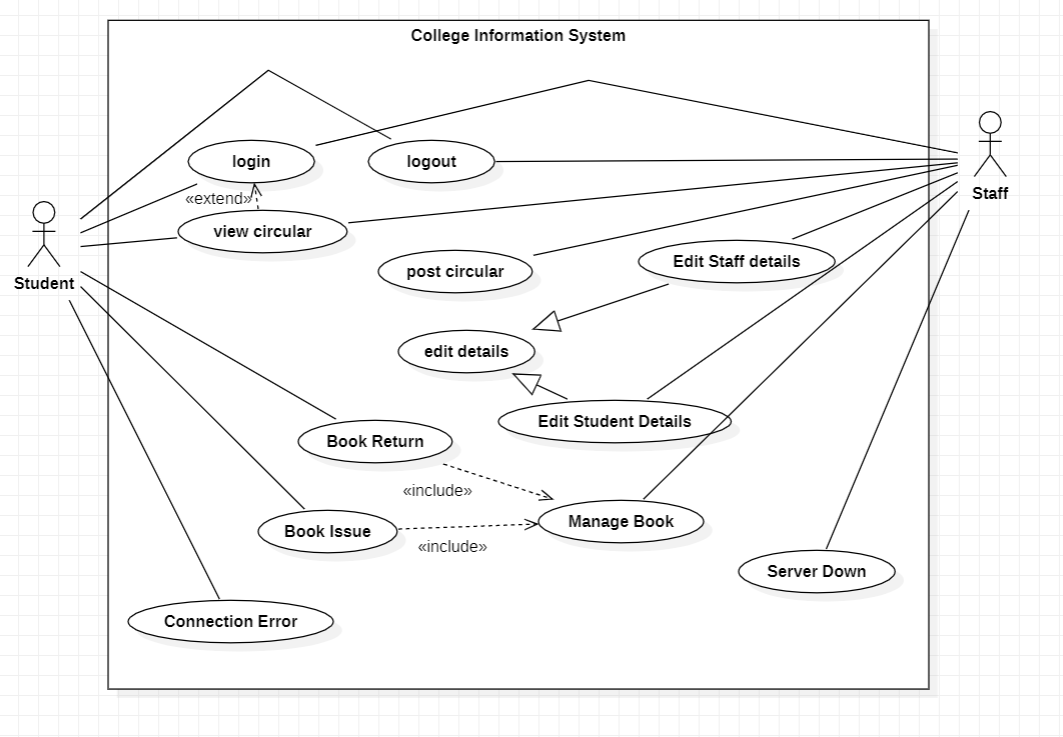 College Information System
login
logout
Staff
«extend»
view circular
post circular
Edit Staff details
Student
edit details
Edit Student Details
Book Return
«include»
Manage Book
Book Issue
«include»
Server Down
Connection Error